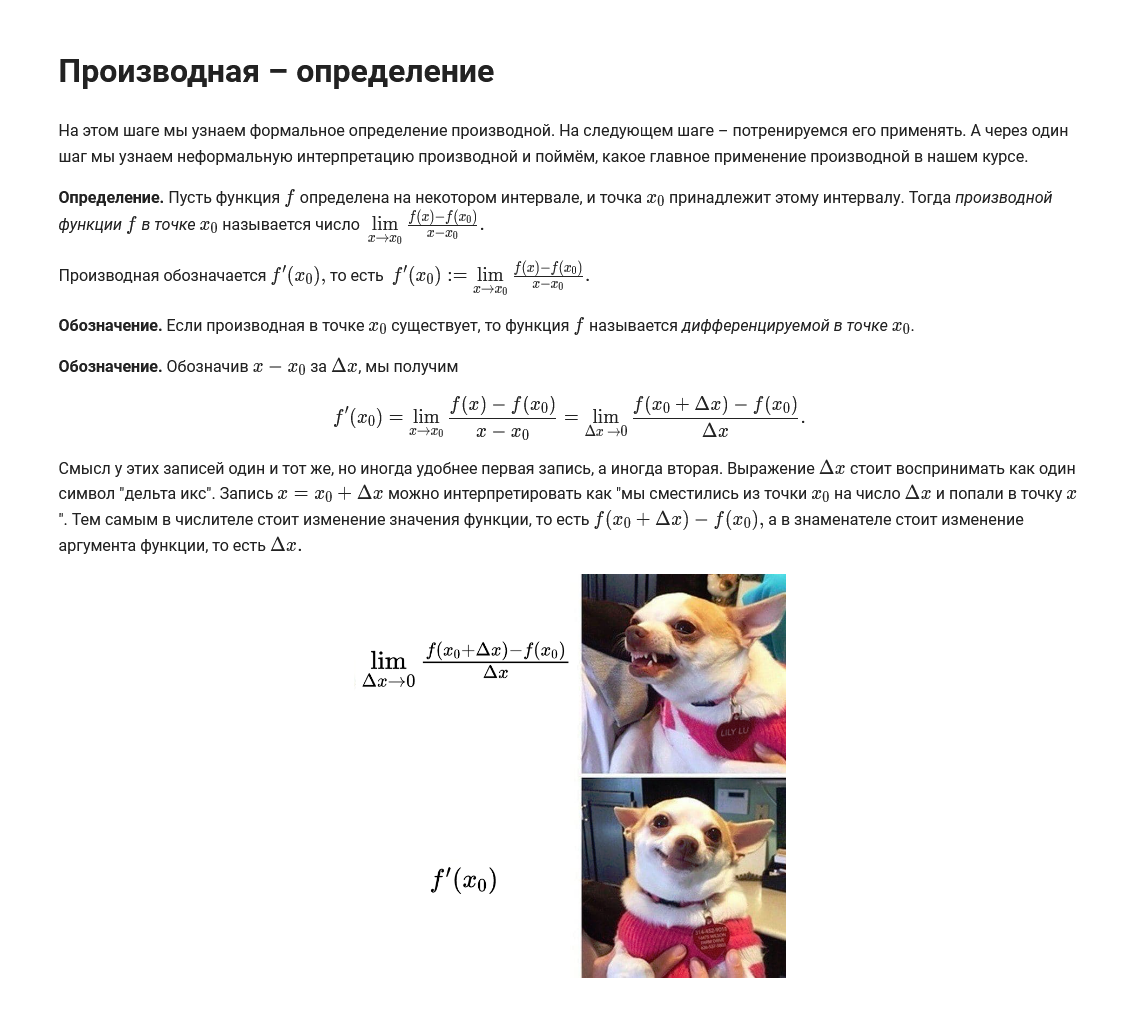 Производная – определение
На этом шаге мы узнаем формальное определение производной. На следующем шаге – потренируемся его применять. А через один
шаг мы узнаем неформальную интерпретацию производной и поймём, какое главное применение производной в нашем курсе.
Определение. Пусть функция f определена на некотором интервале, и точка x₀ принадлежит этому интервалу. Тогда производной
функции f в точке x₀ называется число lim_{x→x₀} (f(x)−f(x₀))/(x−x₀).
Производная обозначается f′(x₀), то есть f′(x₀) := lim_{x→x₀} (f(x)−f(x₀))/(x−x₀).
Обозначение. Если производная в точке x₀ существует, то функция f называется дифференцируемой в точке x₀.
Обозначение. Обозначив x − x₀ за Δx, мы получим
f′(x₀) = lim_{x→x₀} (f(x) − f(x₀))/(x − x₀) = lim_{Δx→0} (f(x₀ + Δx) − f(x₀))/Δx.
Смысл у этих записей один и тот же, но иногда удобнее первая запись, а иногда вторая. Выражение Δx стоит воспринимать как один
символ "дельта икс". Запись x = x₀ + Δx можно интерпретировать как "мы сместились из точки x₀ на число Δx и попали в точку x
". Тем самым в числителе стоит изменение значения функции, то есть f(x₀ + Δx) − f(x₀), а в знаменателе стоит изменение
аргумента функции, то есть Δx.
lim_{Δx→0} (f(x₀+Δx)−f(x₀))/Δx
LILY LU
f′(x₀)